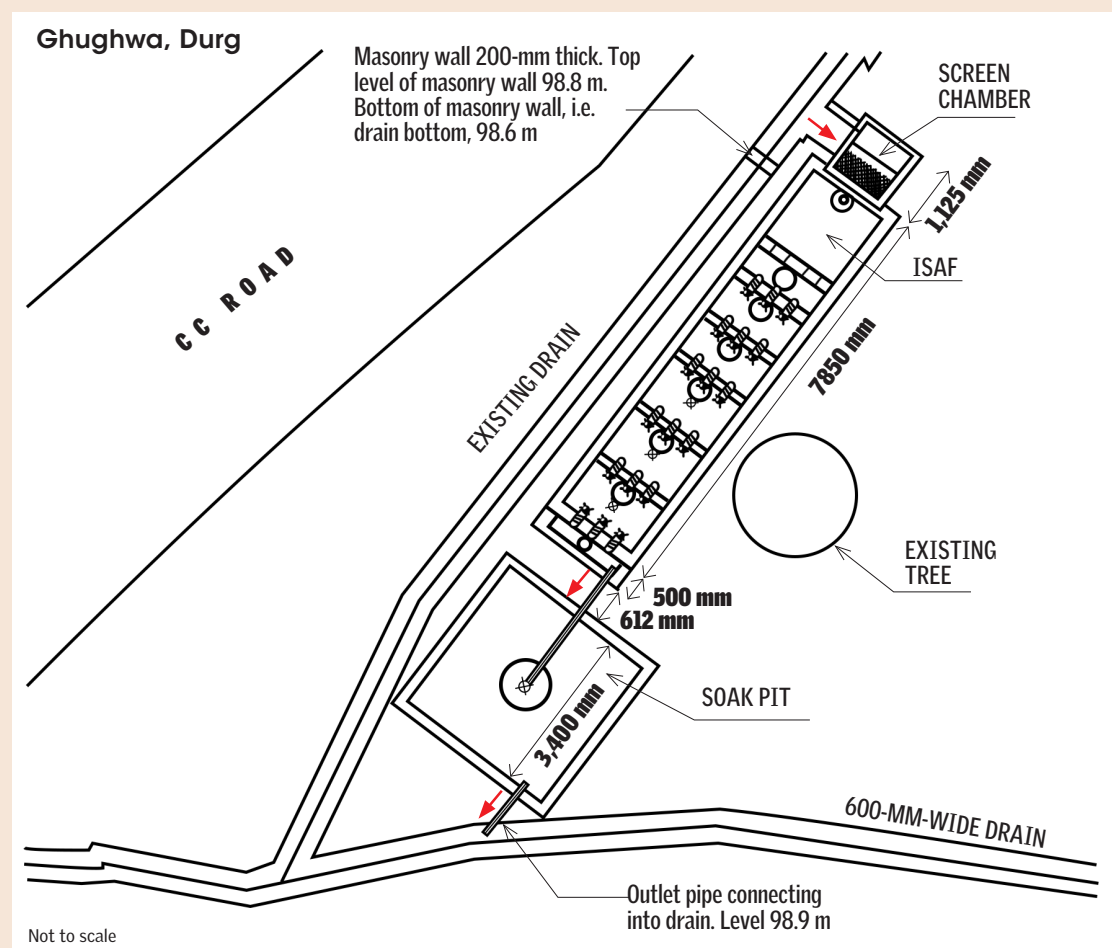 Ghughwa, Durg
Masonry wall 200-mm thick. Top
level of masonry wall 98.8 m.
Bottom of masonry wall, i.e.
drain bottom, 98.6 m
SCREEN
CHAMBER
1,125 mm
ISAF
CC ROAD
7850 mm
EXISTING DRAIN
EXISTING
TREE
500 mm
612 mm
SOAK PIT
3,400 mm
600-MM-WIDE DRAIN
Outlet pipe connecting
into drain. Level 98.9 m
Not to scale